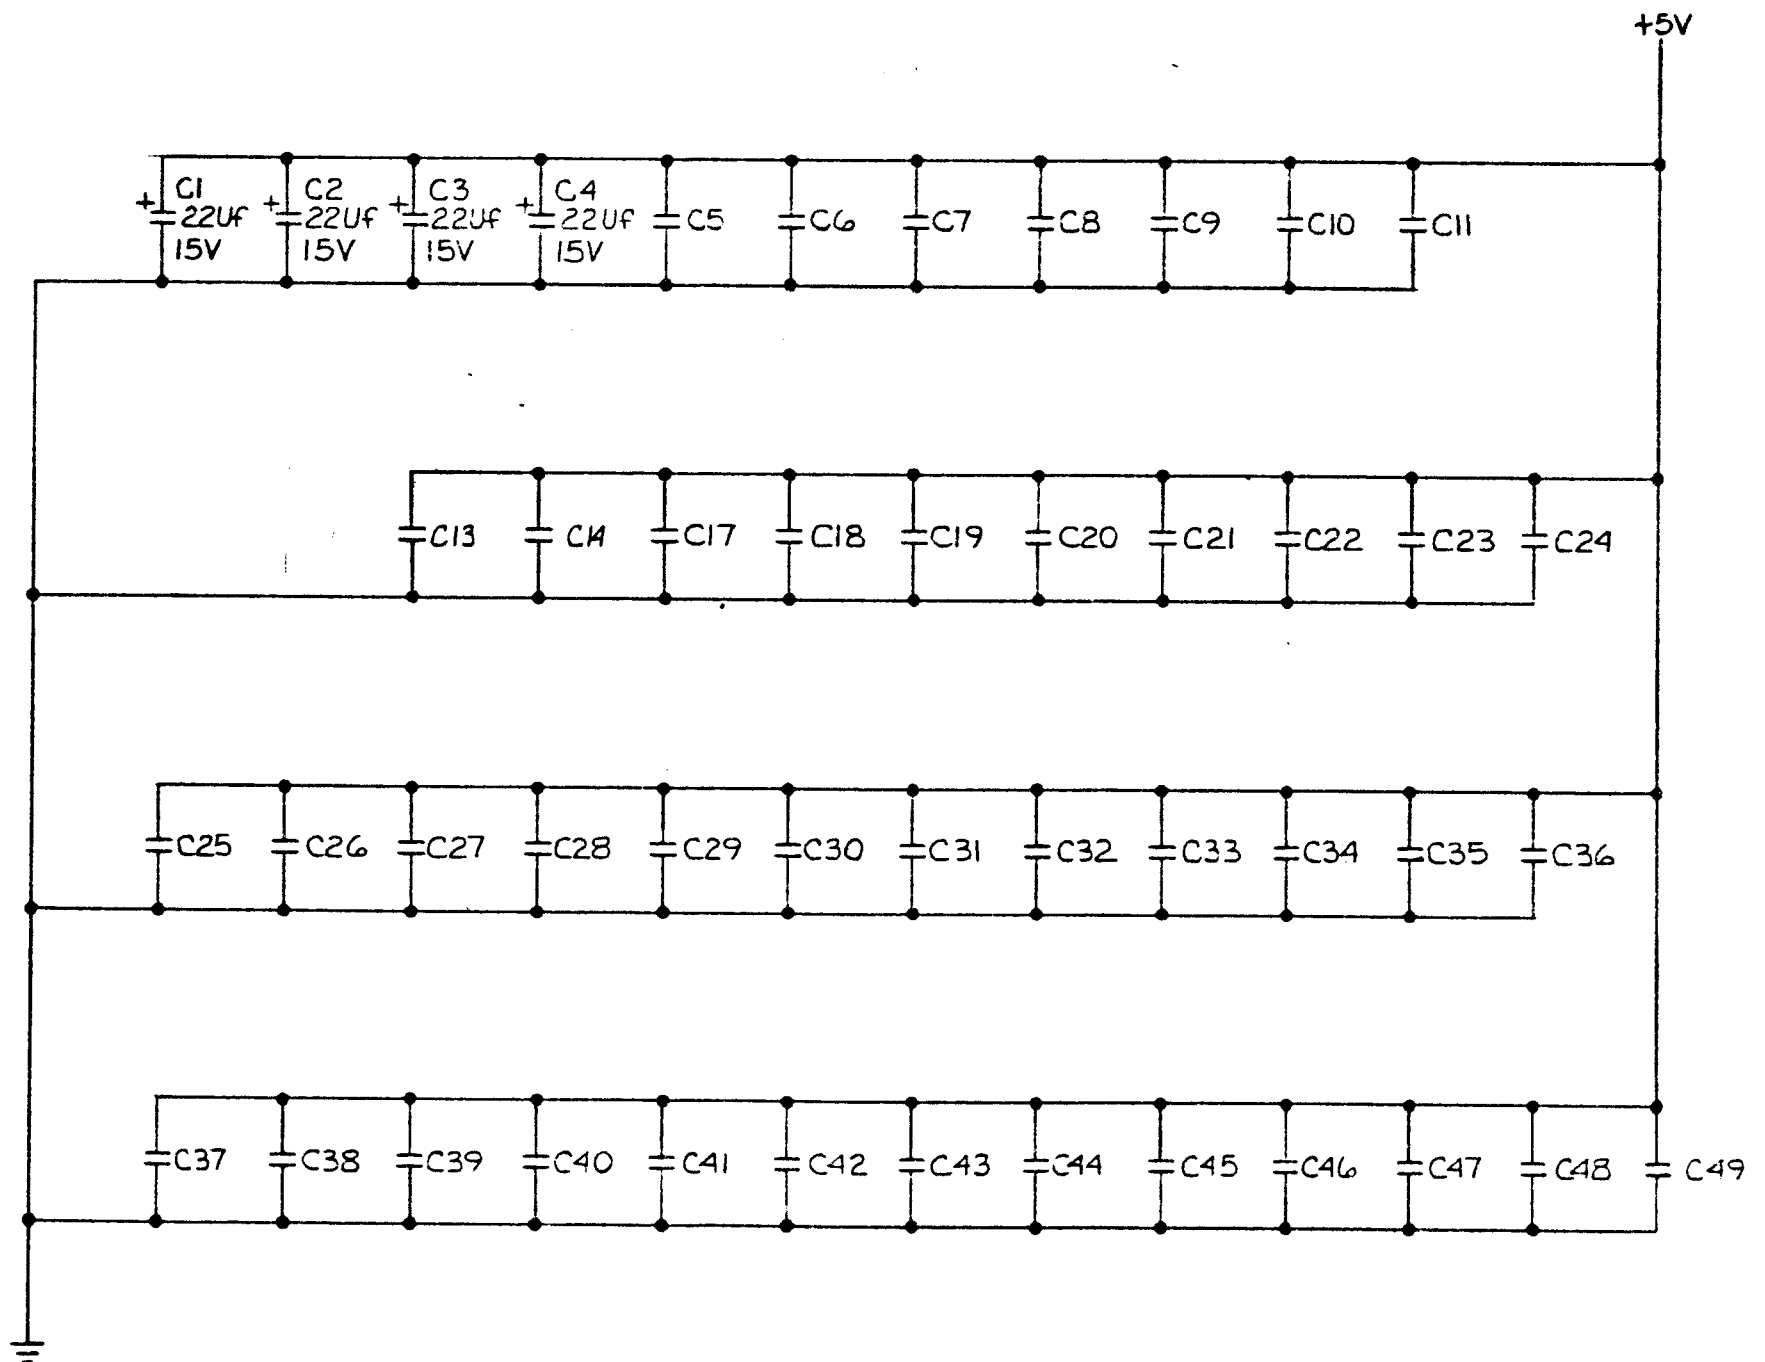 +5V
+ C1 22Uf 15V
+ C2 22Uf 15V
+ C3 22Uf 15V
+ C4 22Uf 15V
C5 C6 C7 C8 C9 C10 C11
C13 C14 C17 C18 C19 C20 C21 C22 C23 C24
C25 C26 C27 C28 C29 C30 C31 C32 C33 C34 C35 C36
C37 C38 C39 C40 C41 C42 C43 C44 C45 C46 C47 C48 C49